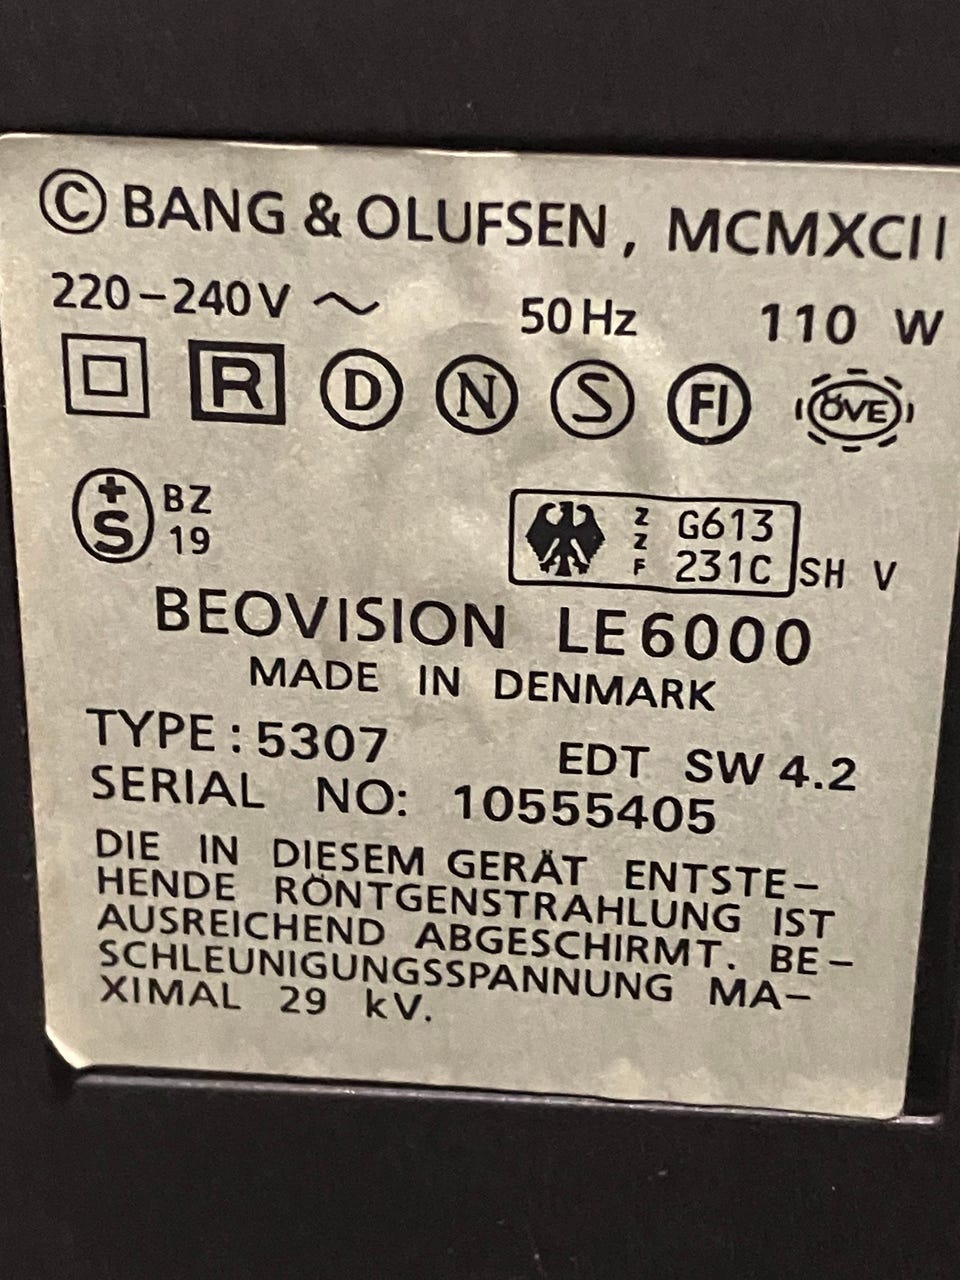 © BANG & OLUFSEN, MCMXCII
220-240V ~ 50Hz 110 W
R D N S FI ÖVE
+S BZ 19
ZZF G613 231C SH V
BEOVISION LE6000
MADE IN DENMARK
TYPE: 5307 EDT SW 4.2
SERIAL NO: 10555405
DIE IN DIESEM GERÄT ENTSTE-
HENDE RÖNTGENSTRAHLUNG IST
AUSREICHEND ABGESCHIRMT. BE-
SCHLEUNIGUNGSSPANNUNG MA-
XIMAL 29 kV.